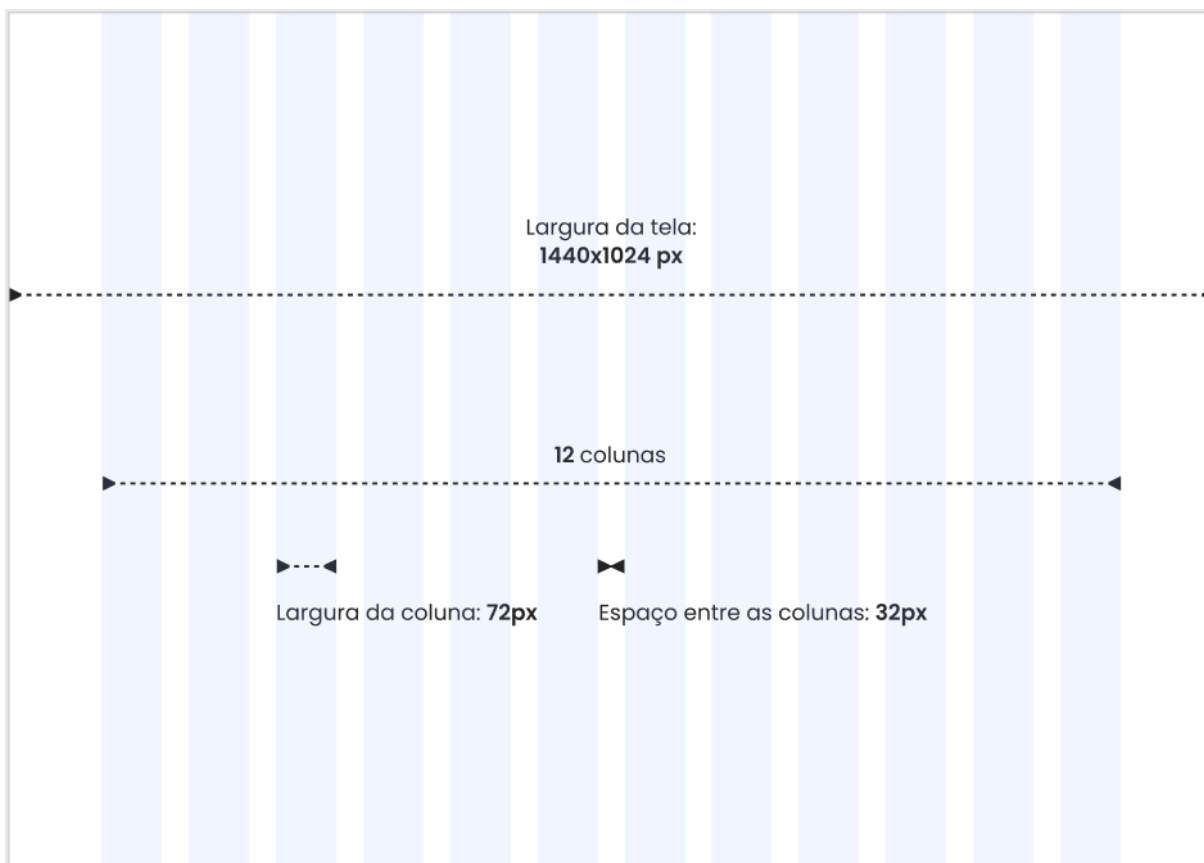 Largura da tela:
1440x1024 px
12 colunas
Largura da coluna: 72px
Espaço entre as colunas: 32px